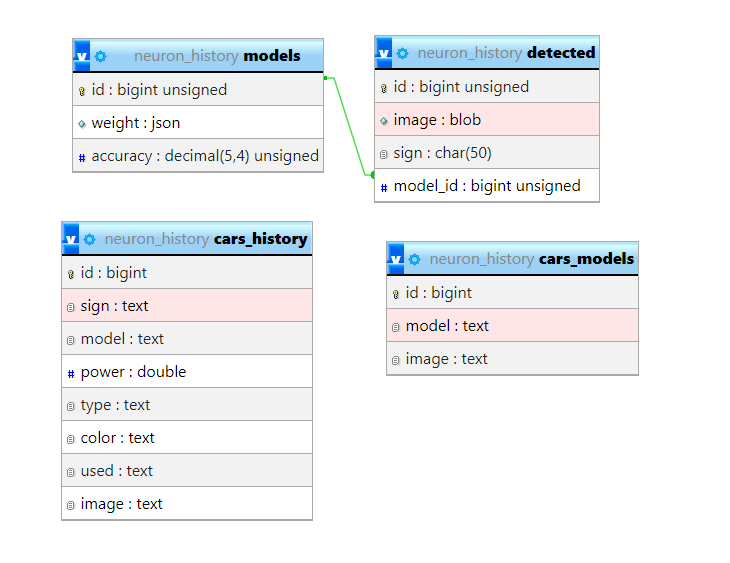 neuron_history models
id : bigint unsigned
weight : json
# accuracy : decimal(5,4) unsigned
neuron_history detected
id : bigint unsigned
image : blob
sign : char(50)
# model_id : bigint unsigned
neuron_history cars_history
id : bigint
sign : text
model : text
# power : double
type : text
color : text
used : text
image : text
neuron_history cars_models
id : bigint
model : text
image : text